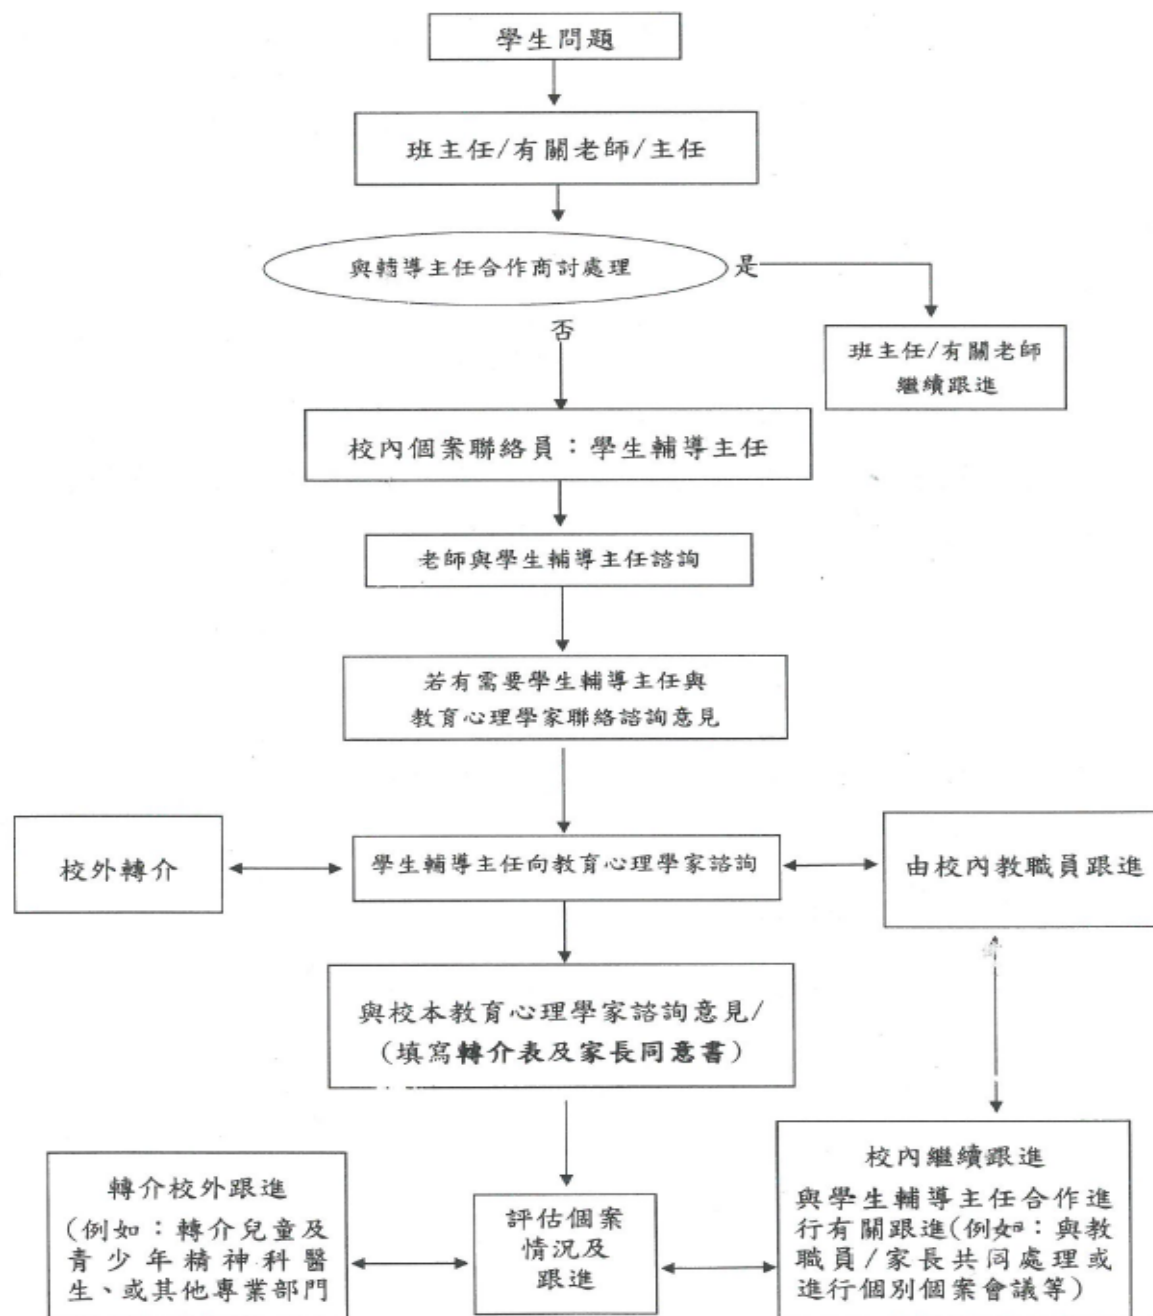 學生問題
班主任/有關老師/主任
與輔導主任合作商討處理
是
否
班主任/有關老師
繼續跟進
校內個案聯絡員：學生輔導主任
老師與學生輔導主任諮詢
若有需要學生輔導主任與
教育心理學家聯絡諮詢意見
校外轉介
學生輔導主任向教育心理學家諮詢
由校內教職員跟進
與校本教育心理學家諮詢意見/
(填寫轉介表及家長同意書)
轉介校外跟進
(例如：轉介兒童及
青少年精神科醫
生、或其他專業部門
評估個案
情況及
跟進
校內繼續跟進
與學生輔導主任合作進
行有關跟進(例如：與教
職員/家長共同處理或
進行個別個案會議等)